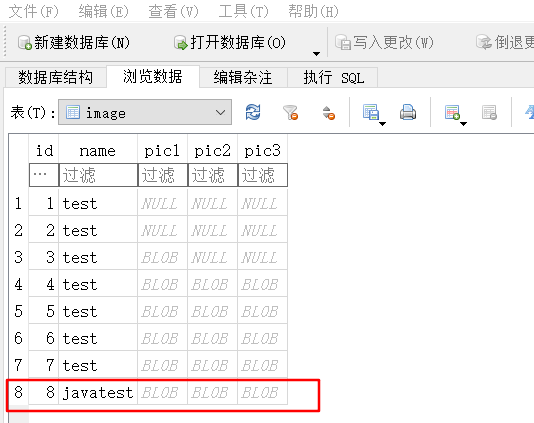 文件(F) 编辑(E) 查看(V) 工具(T) 帮助(H)
新建数据库(N) 打开数据库(O) 写入更改(W) 倒退更
数据库结构 浏览数据 编辑杂注 执行 SQL
表(T): image
id name pic1 pic2 pic3
… 过滤 过滤 过滤 过滤
1 1 test NULL NULL NULL
2 2 test NULL NULL NULL
3 3 test BLOB NULL NULL
4 4 test BLOB BLOB BLOB
5 5 test BLOB BLOB BLOB
6 6 test BLOB BLOB BLOB
7 7 test BLOB BLOB BLOB
8 8 javatest BLOB BLOB BLOB